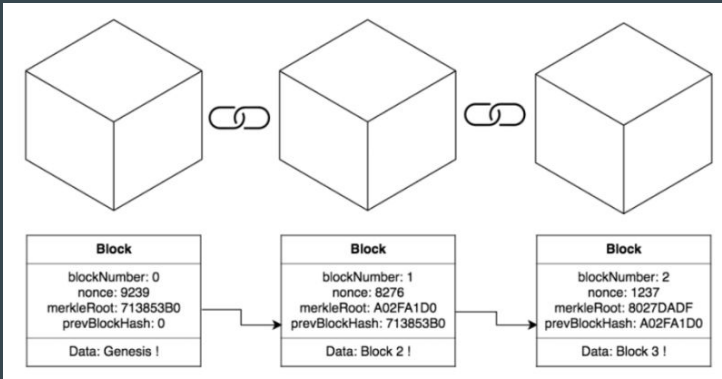 Block
blockNumber: 0
nonce: 9239
merkleRoot: 713853B0
prevBlockHash: 0
Data: Genesis !
Block
blockNumber: 1
nonce: 8276
merkleRoot: A02FA1D0
prevBlockHash: 713853B0
Data: Block 2 !
Block
blockNumber: 2
nonce: 1237
merkleRoot: 8027DADF
prevBlockHash: A02FA1D0
Data: Block 3 !